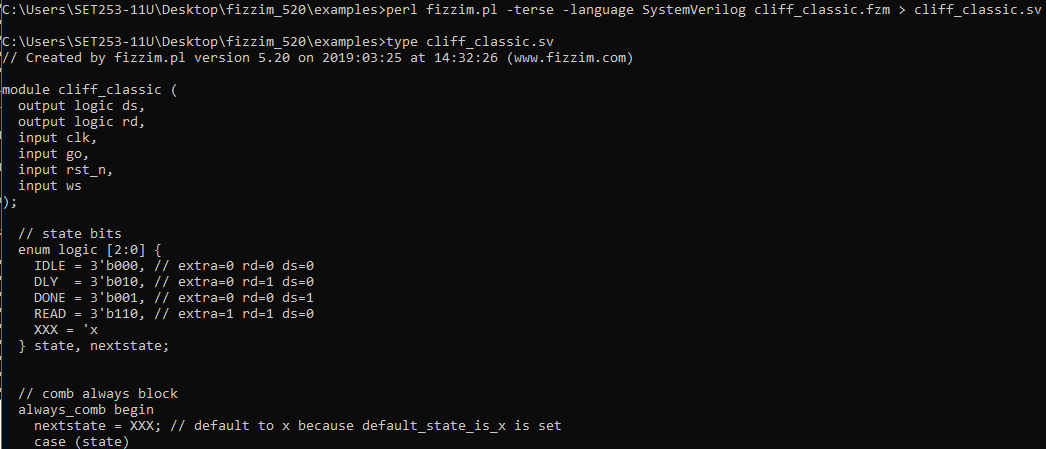 C:\Users\SET253-11U\Desktop\fizzim_520\examples>perl fizzim.pl -terse -language SystemVerilog cliff_classic.fzm > cliff_classic.sv

C:\Users\SET253-11U\Desktop\fizzim_520\examples>type cliff_classic.sv
// Created by fizzim.pl version 5.20 on 2019:03:25 at 14:32:26 (www.fizzim.com)

module cliff_classic (
  output logic ds,
  output logic rd,
  input clk,
  input go,
  input rst_n,
  input ws
);

  // state bits
  enum logic [2:0] {
    IDLE = 3'b000, // extra=0 rd=0 ds=0
    DLY  = 3'b010, // extra=0 rd=1 ds=0
    DONE = 3'b001, // extra=0 rd=0 ds=1
    READ = 3'b110, // extra=1 rd=1 ds=0
    XXX = 'x
  } state, nextstate;


  // comb always block
  always_comb begin
    nextstate = XXX; // default to x because default_state_is_x is set
    case (state)